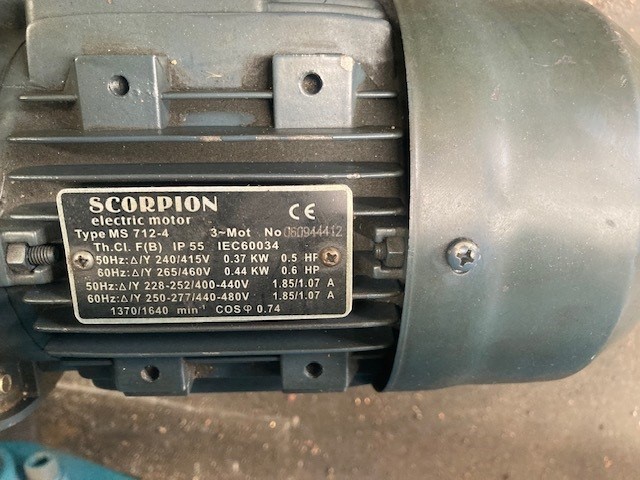 SCORPION
electric motor
CE
Type MS 712-4 3~Mot No 060944412
Th.Cl. F(B) IP 55 IEC60034
50Hz:Δ/Y 240/415V 0.37 KW 0.5 HP
60Hz:Δ/Y 265/460V 0.44 KW 0.6 HP
50Hz:Δ/Y 228-252/400-440V 1.85/1.07 A
60Hz:Δ/Y 250-277/440-480V 1.85/1.07 A
1370/1640 min⁻¹ COSφ 0.74